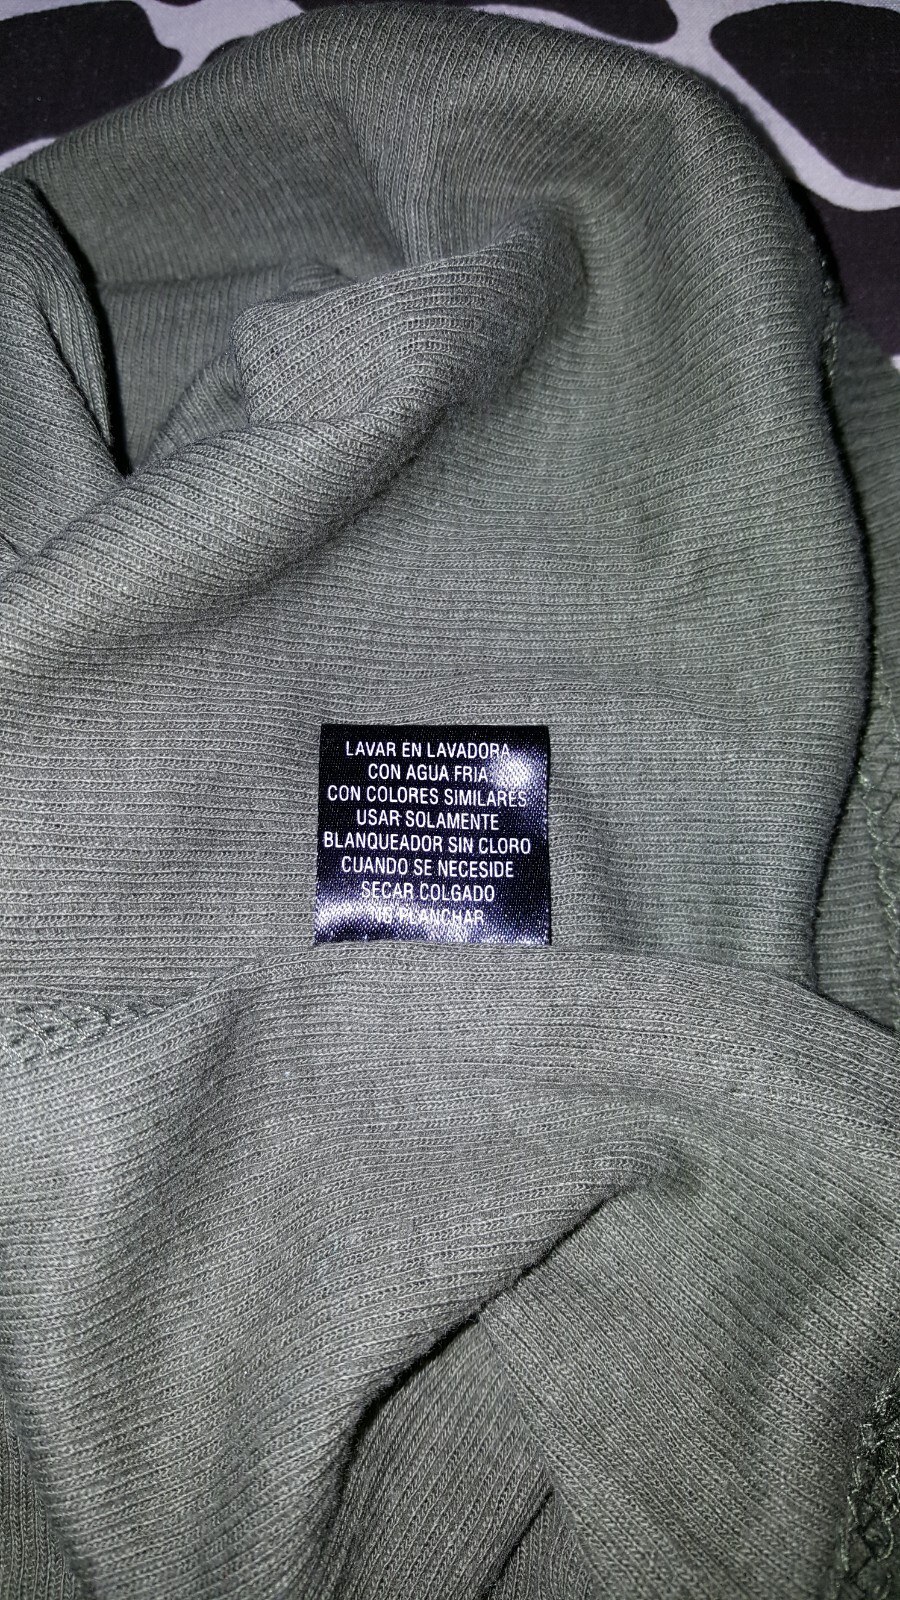 LAVAR EN LAVADORA
CON AGUA FRIA
CON COLORES SIMILARES
USAR SOLAMENTE
BLANQUEADOR SIN CLORO
CUANDO SE NECESIDE
SECAR COLGADO
NO PLANCHAR